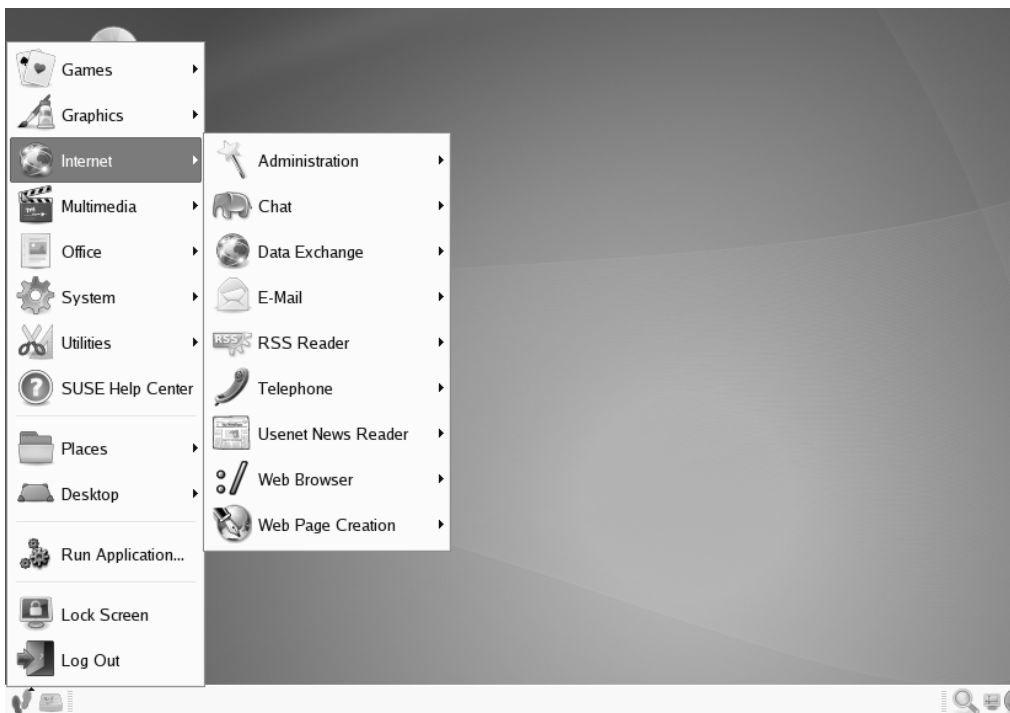 Games
Graphics
Internet
Multimedia
Office
System
Utilities
SUSE Help Center
Places
Desktop
Run Application...
Lock Screen
Log Out
Administration
Chat
Data Exchange
E-Mail
RSS
RSS Reader
Telephone
Usenet News Reader
Web Browser
Web Page Creation